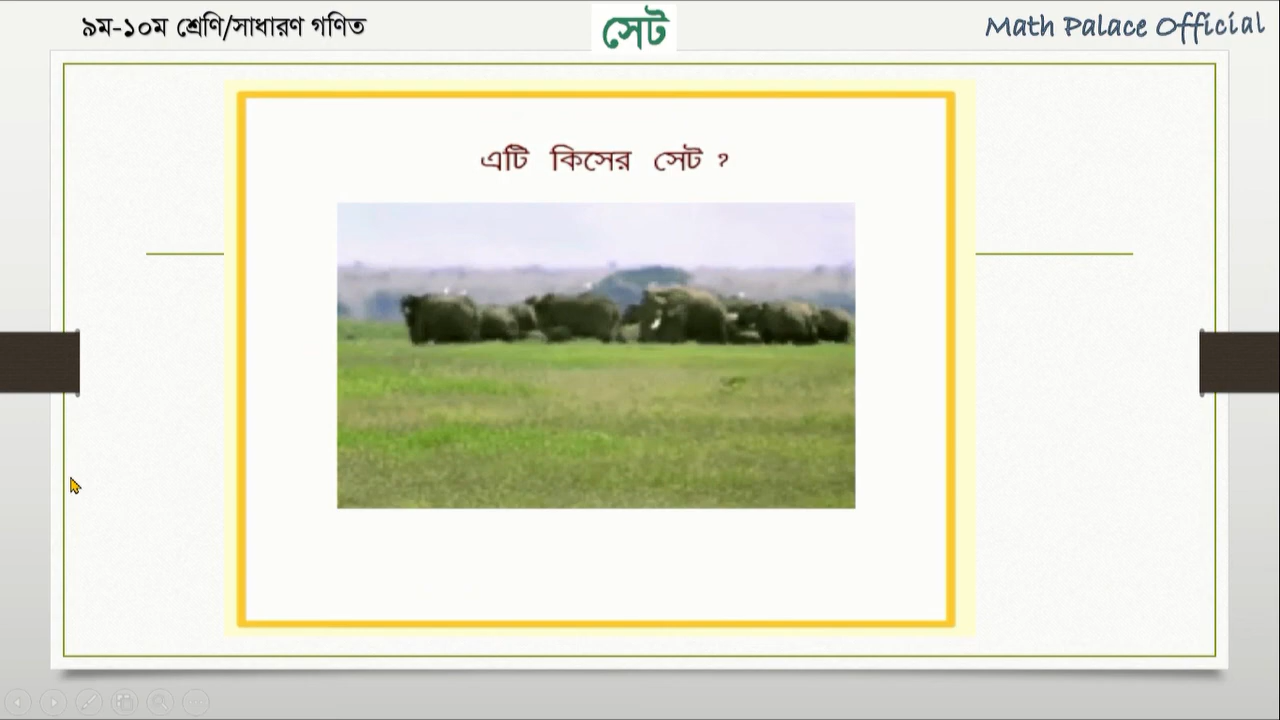 ৯ম-১০ম শ্রেণি/সাধারণ গণিত
সেট
Math Palace Official
এটি কিসের সেট ?